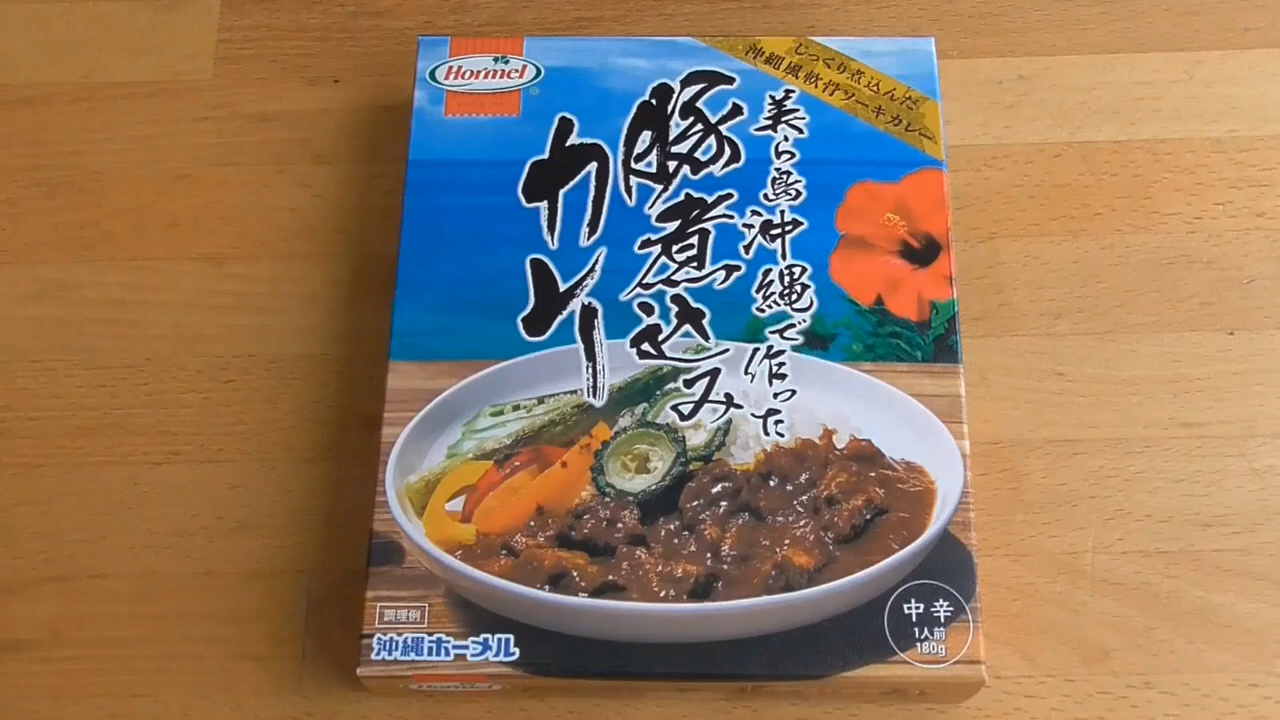 Hormel
じっくり煮込んだ
沖縄風軟骨ソーキカレー
美ら島沖縄で作った
豚煮込み
カレー
調理例
沖縄ホーメル
中辛
1人前
180g
Hormel